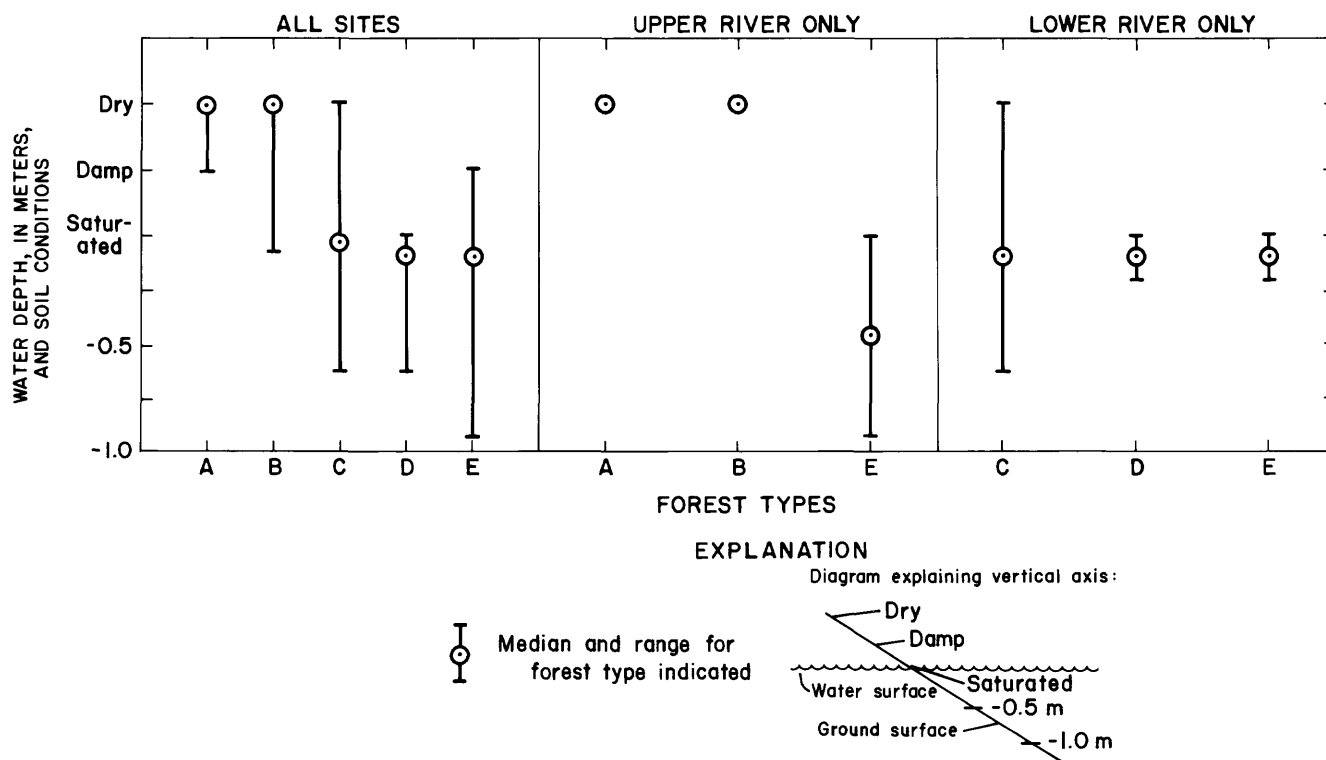 ALL SITES UPPER RIVER ONLY LOWER RIVER ONLY
WATER DEPTH, IN METERS,
AND SOIL CONDITIONS
Dry
Damp
Satur-
ated
-0.5
-1.0
A B C D E A B E C D E
FOREST TYPES
EXPLANATION
Diagram explaining vertical axis:
Dry
Damp
Median and range for
forest type indicated
Saturated
Water surface
-0.5 m
Ground surface
-1.0 m